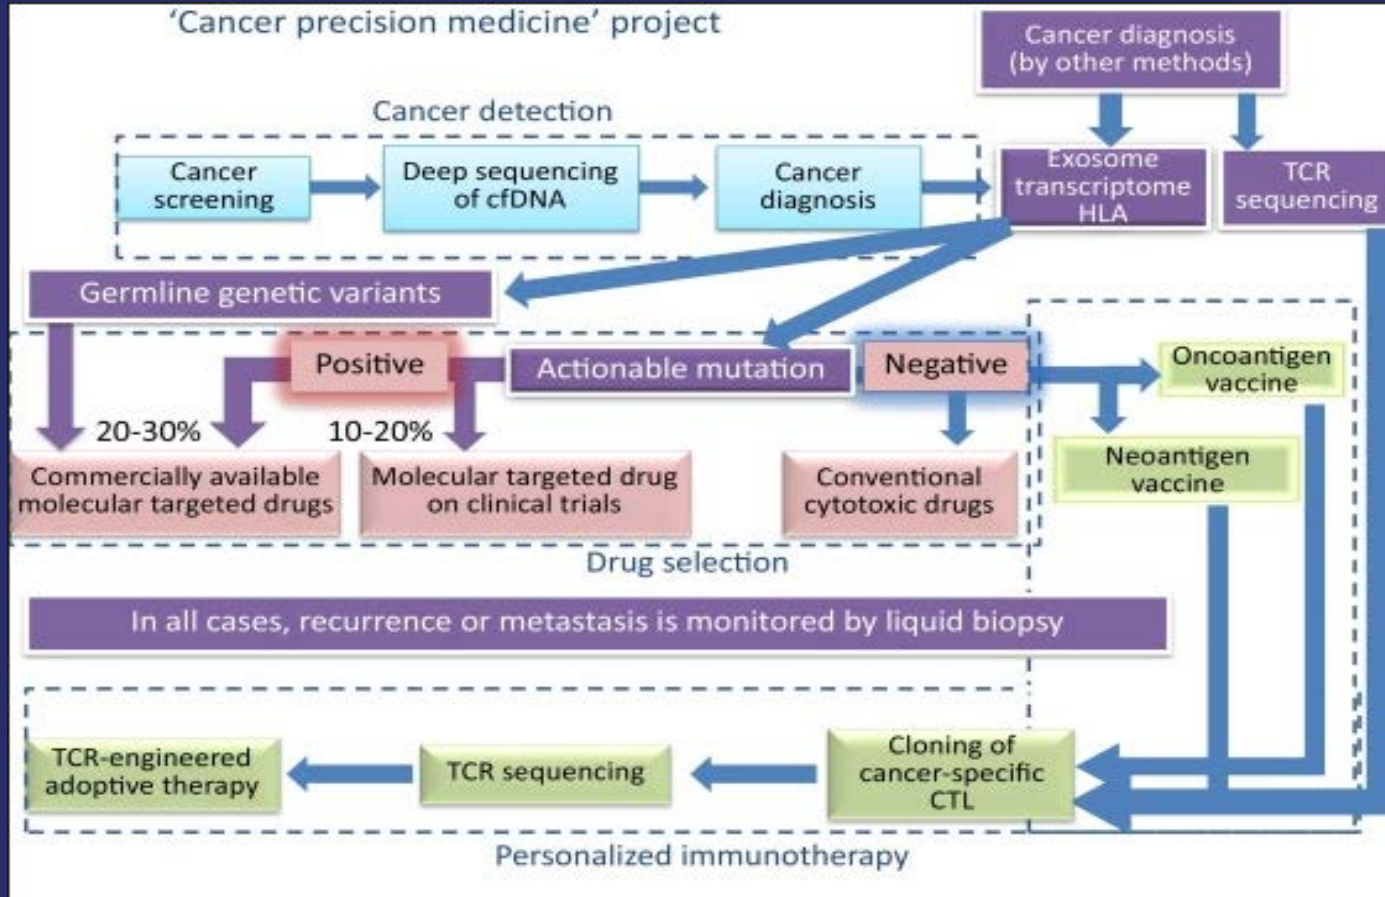 'Cancer precision medicine' project
Cancer diagnosis
(by other methods)
Cancer detection
Cancer
screening
Deep sequencing
of cfDNA
Cancer
diagnosis
Exosome
transcriptome
HLA
TCR
sequencing
Germline genetic variants
Positive
Actionable mutation
Negative
Oncoantigen
vaccine
20-30%
10-20%
Commercially available
molecular targeted drugs
Molecular targeted drug
on clinical trials
Conventional
cytotoxic drugs
Neoantigen
vaccine
Drug selection
In all cases, recurrence or metastasis is monitored by liquid biopsy
TCR-engineered
adoptive therapy
TCR sequencing
Cloning of
cancer-specific
CTL
Personalized immunotherapy